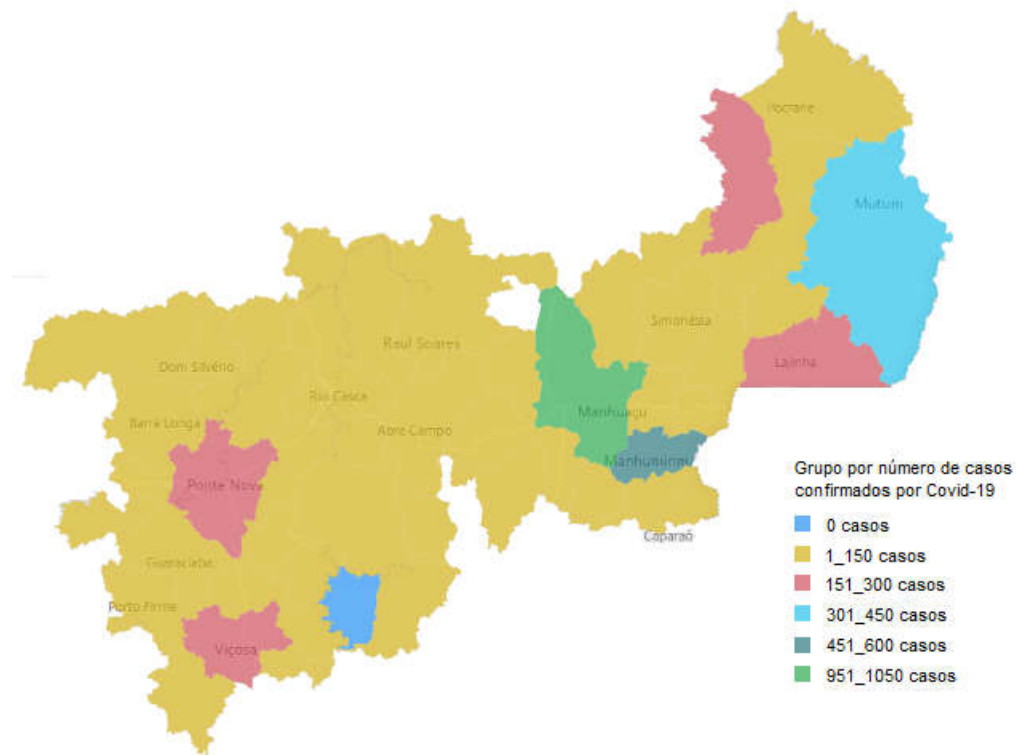 Pocrane
Mutum
Simonésia
Raul Soares
Lajinha
Dom Silvério
Rio Casca
Manhuaçu
Barra Longa
Abre Campo
Manhumirim
Ponte Nova
Caparaó
Guaraciaba
Porto Firme
Viçosa
Grupo por número de casos
confirmados por Covid-19
0 casos
1_150 casos
151_300 casos
301_450 casos
451_600 casos
951_1050 casos